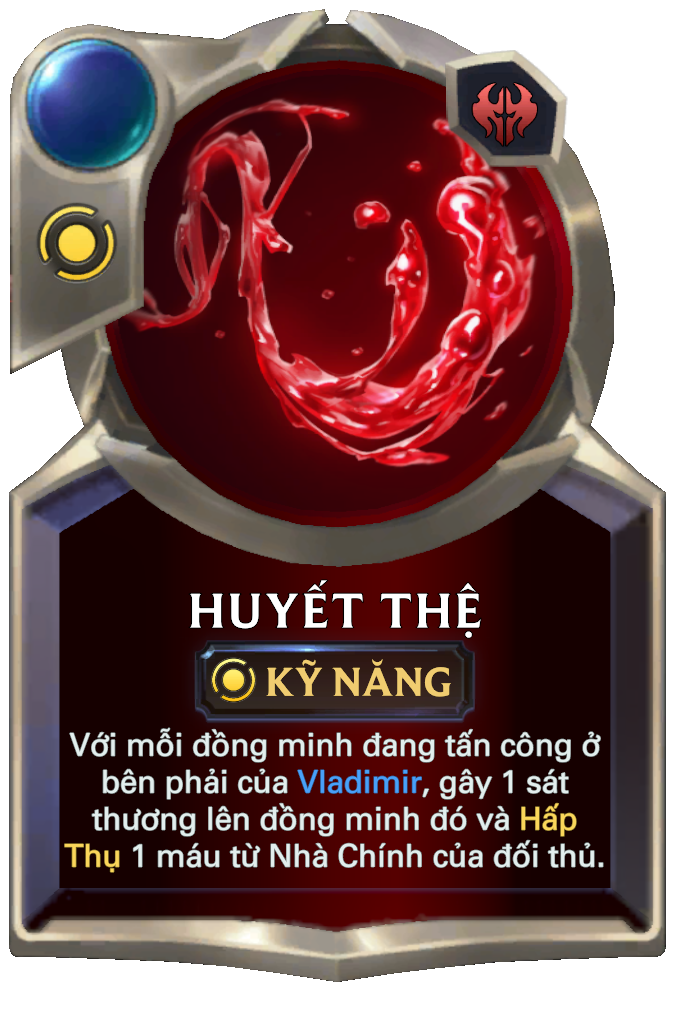 HUYẾT THỆ
KỸ NĂNG
Với mỗi đồng minh đang tấn công ở
bên phải của Vladimir, gây 1 sát
thương lên đồng minh đó và Hấp
Thụ 1 máu từ Nhà Chính của đối thủ.